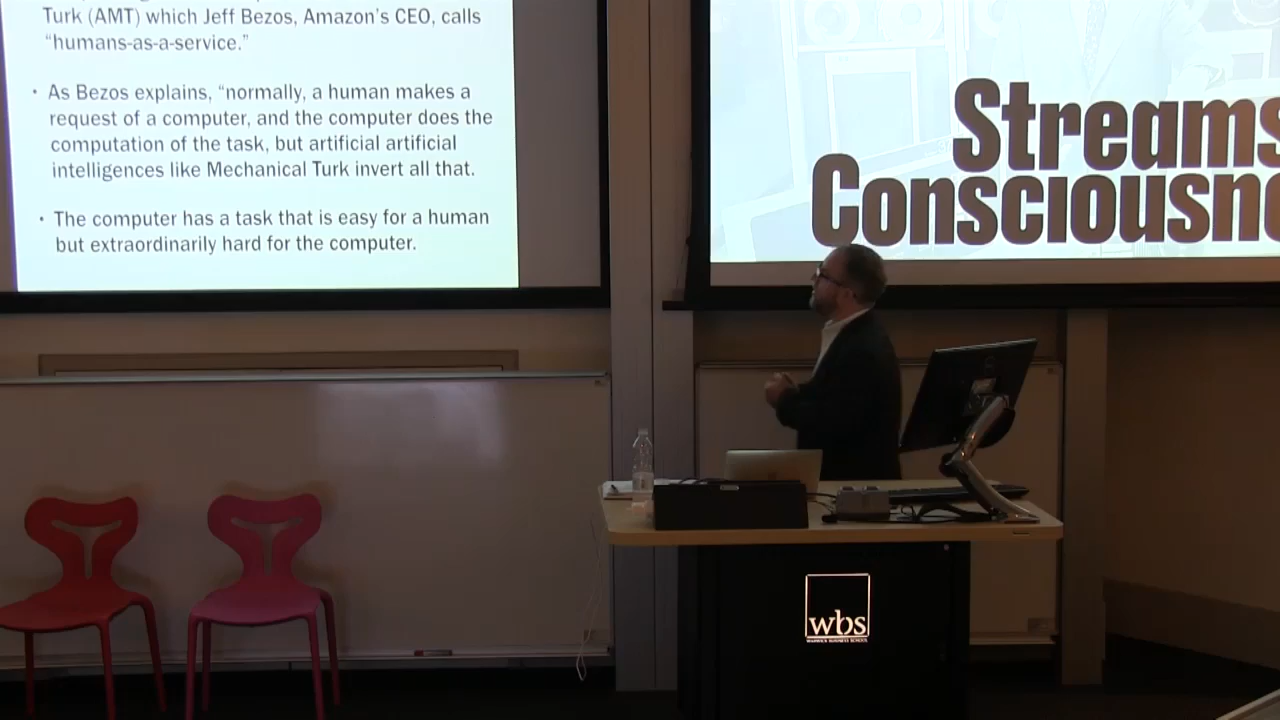 Turk (AMT) which Jeff Bezos, Amazon's CEO, calls
"humans-as-a-service."
• As Bezos explains, "normally, a human makes a
request of a computer, and the computer does the
computation of the task, but artificial artificial
intelligences like Mechanical Turk invert all that.
• The computer has a task that is easy for a human
but extraordinarily hard for the computer.
Streams
Consciousne
wbs
WARWICK BUSINESS SCHOOL